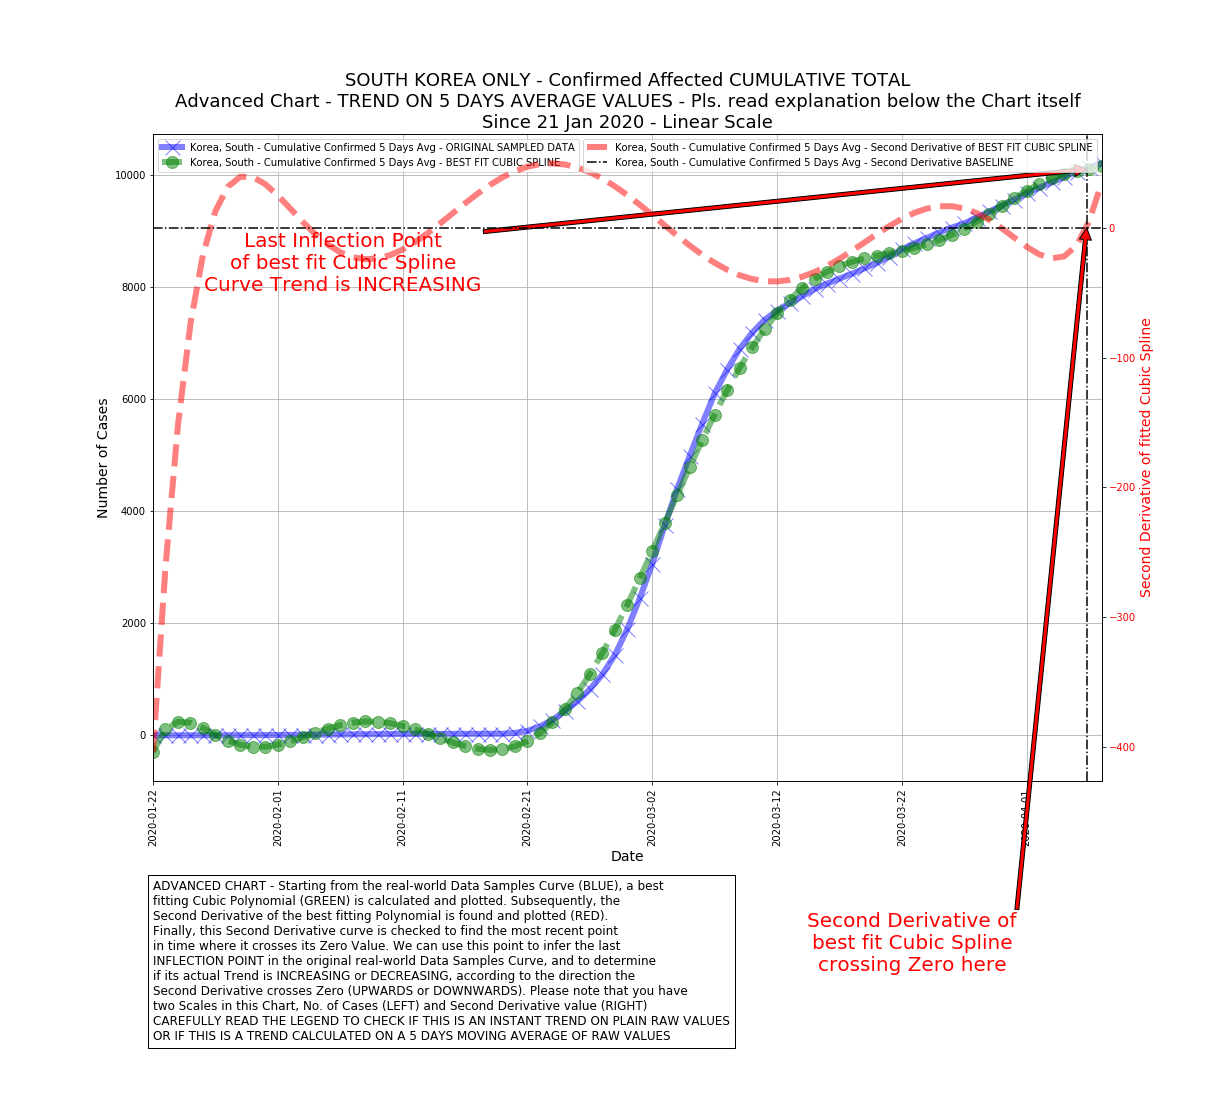 SOUTH KOREA ONLY - Confirmed Affected CUMULATIVE TOTAL
Advanced Chart - TREND ON 5 DAYS AVERAGE VALUES - Pls. read explanation below the Chart itself
Since 21 Jan 2020 - Linear Scale
Korea, South - Cumulative Confirmed 5 Days Avg - ORIGINAL SAMPLED DATA
Korea, South - Cumulative Confirmed 5 Days Avg - BEST FIT CUBIC SPLINE
Korea, South - Cumulative Confirmed 5 Days Avg - Second Derivative of BEST FIT CUBIC SPLINE
Korea, South - Cumulative Confirmed 5 Days Avg - Second Derivative BASELINE
Last Inflection Point
of best fit Cubic Spline
Curve Trend is INCREASING
Number of Cases
10000
8000
6000
4000
2000
0
Second Derivative of fitted Cubic Spline
0
−100
−200
−300
−400
2020-01-22
2020-02-01
2020-02-11
2020-02-21
2020-03-02
2020-03-12
2020-03-22
2020-04-01
Date
ADVANCED CHART - Starting from the real-world Data Samples Curve (BLUE), a best
fitting Cubic Polynomial (GREEN) is calculated and plotted. Subsequently, the
Second Derivative of the best fitting Polynomial is found and plotted (RED).
Finally, this Second Derivative curve is checked to find the most recent point
in time where it crosses its Zero Value. We can use this point to infer the last
INFLECTION POINT in the original real-world Data Samples Curve, and to determine
if its actual Trend is INCREASING or DECREASING, according to the direction the
Second Derivative crosses Zero (UPWARDS or DOWNWARDS). Please note that you have
two Scales in this Chart, No. of Cases (LEFT) and Second Derivative value (RIGHT)
CAREFULLY READ THE LEGEND TO CHECK IF THIS IS AN INSTANT TREND ON PLAIN RAW VALUES
OR IF THIS IS A TREND CALCULATED ON A 5 DAYS MOVING AVERAGE OF RAW VALUES
Second Derivative of
best fit Cubic Spline
crossing Zero here